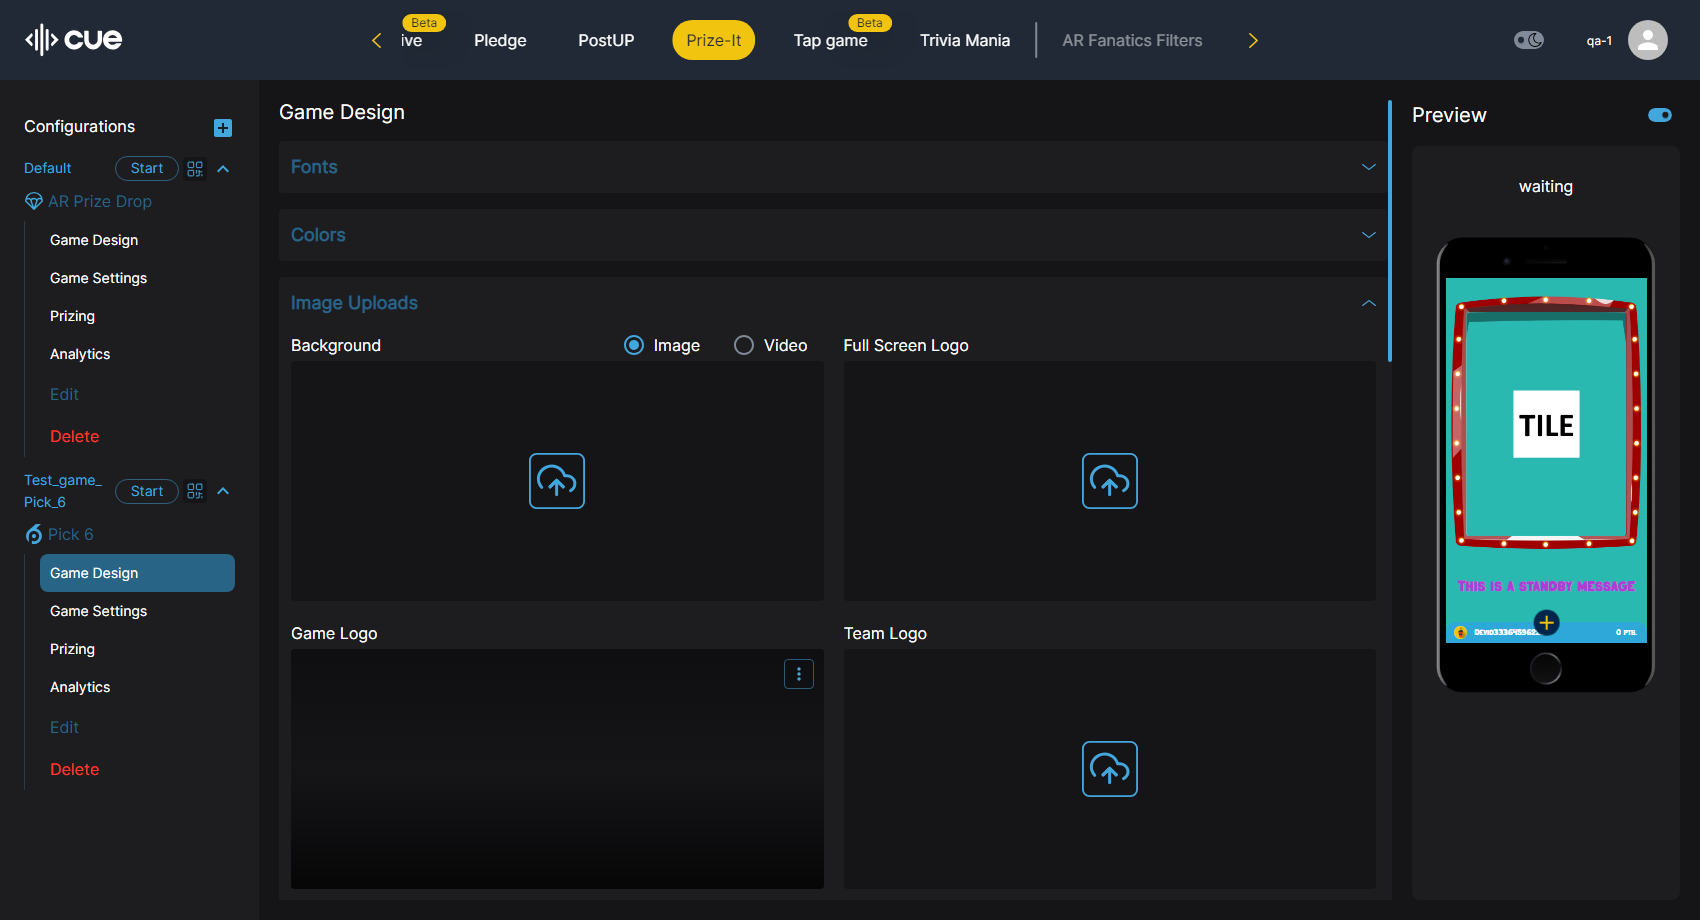 cue
Beta
ive
Pledge
PostUP
Prize-It
Beta
Tap game
Trivia Mania
AR Fanatics Filters
qa-1
Configurations
Default
Start
AR Prize Drop
Game Design
Game Settings
Prizing
Analytics
Edit
Delete
Test_game_
Pick_6
Start
Pick 6
Game Design
Game Settings
Prizing
Analytics
Edit
Delete
Game Design
Fonts
Colors
Image Uploads
Background
Image
Video
Full Screen Logo
Game Logo
Team Logo
Preview
waiting
TILE
THIS IS A STANDBY MESSAGE
0 PTS.